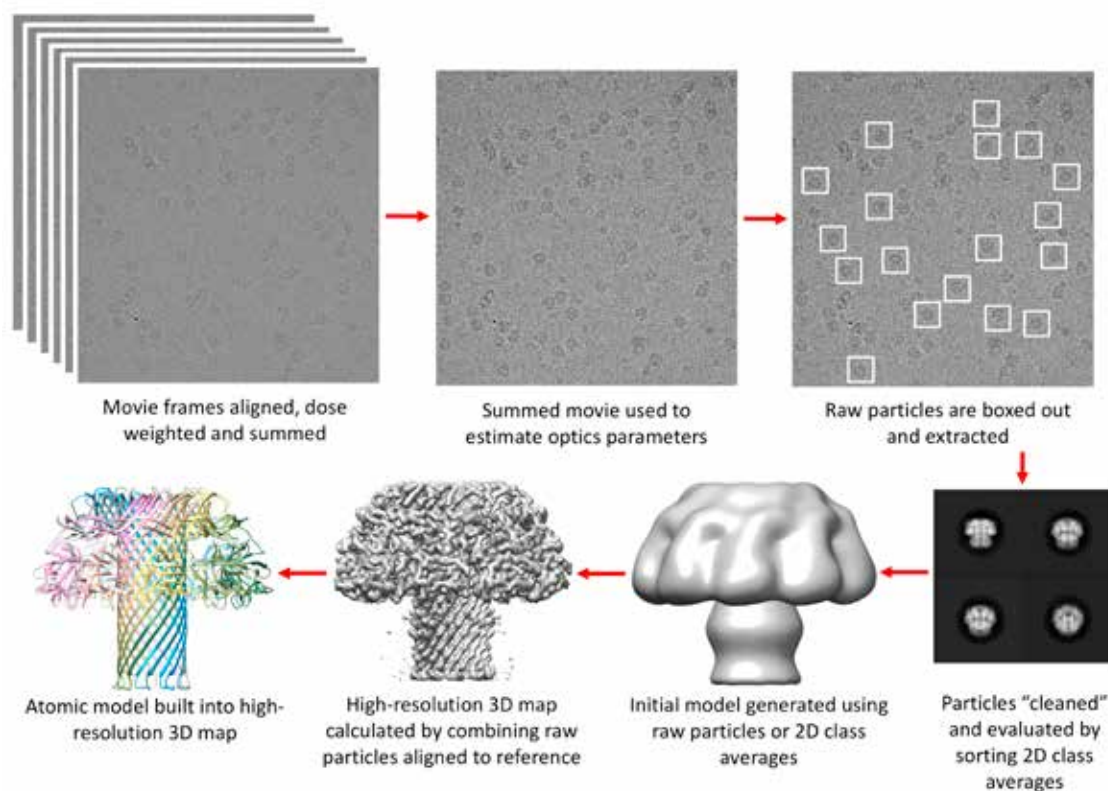 Movie frames aligned, dose
weighted and summed
Summed movie used to
estimate optics parameters
Raw particles are boxed out
and extracted
Particles “cleaned”
and evaluated by
sorting 2D class
averages
Initial model generated using
raw particles or 2D class
averages
High-resolution 3D map
calculated by combining raw
particles aligned to reference
Atomic model built into high-
resolution 3D map